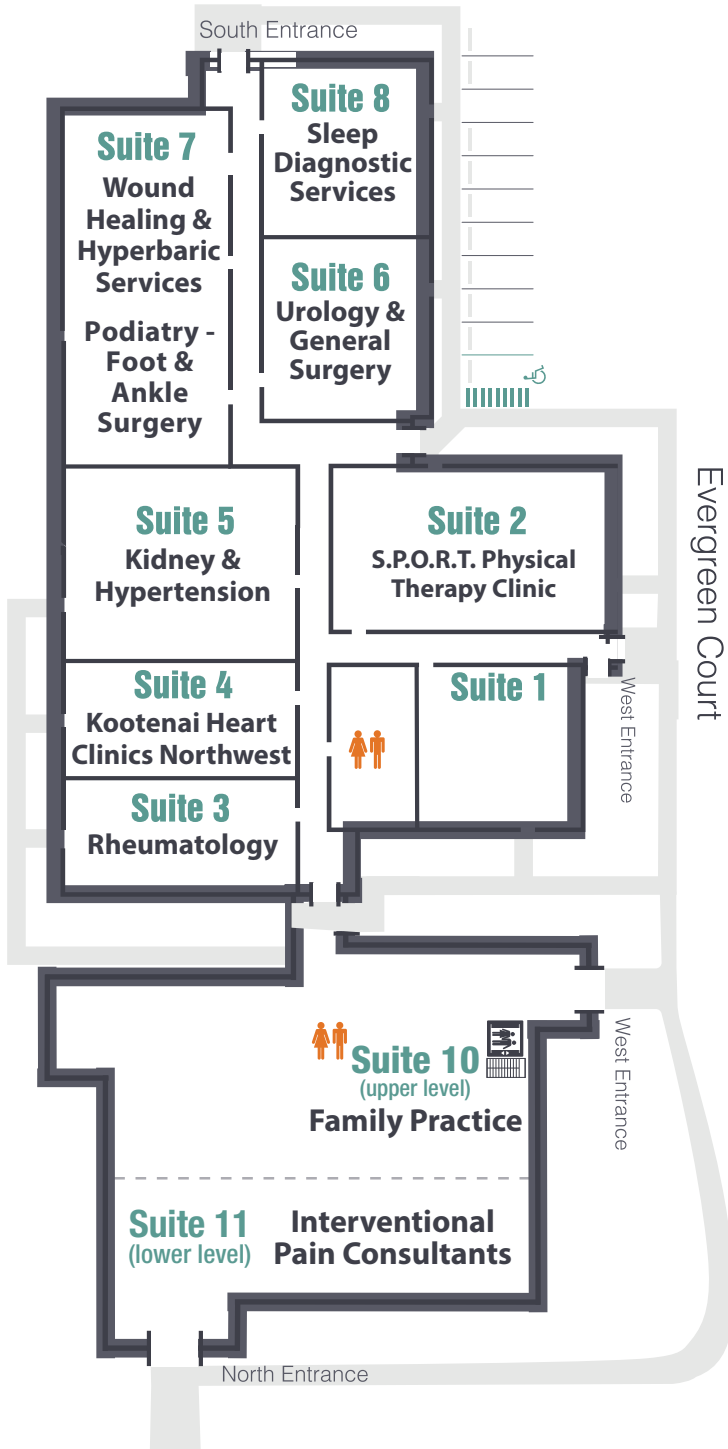 South Entrance
Suite 8
Sleep
Diagnostic
Services
Suite 7
Wound
Healing &
Hyperbaric
Services
Podiatry -
Foot &
Ankle
Surgery
Suite 6
Urology &
General
Surgery
Suite 5
Kidney &
Hypertension
Suite 2
S.P.O.R.T. Physical
Therapy Clinic
Evergreen Court
Suite 4
Kootenai Heart
Clinics Northwest
Suite 1
West Entrance
Suite 3
Rheumatology
Suite 10
(upper level)
Family Practice
West Entrance
Suite 11
(lower level)
Interventional
Pain Consultants
North Entrance